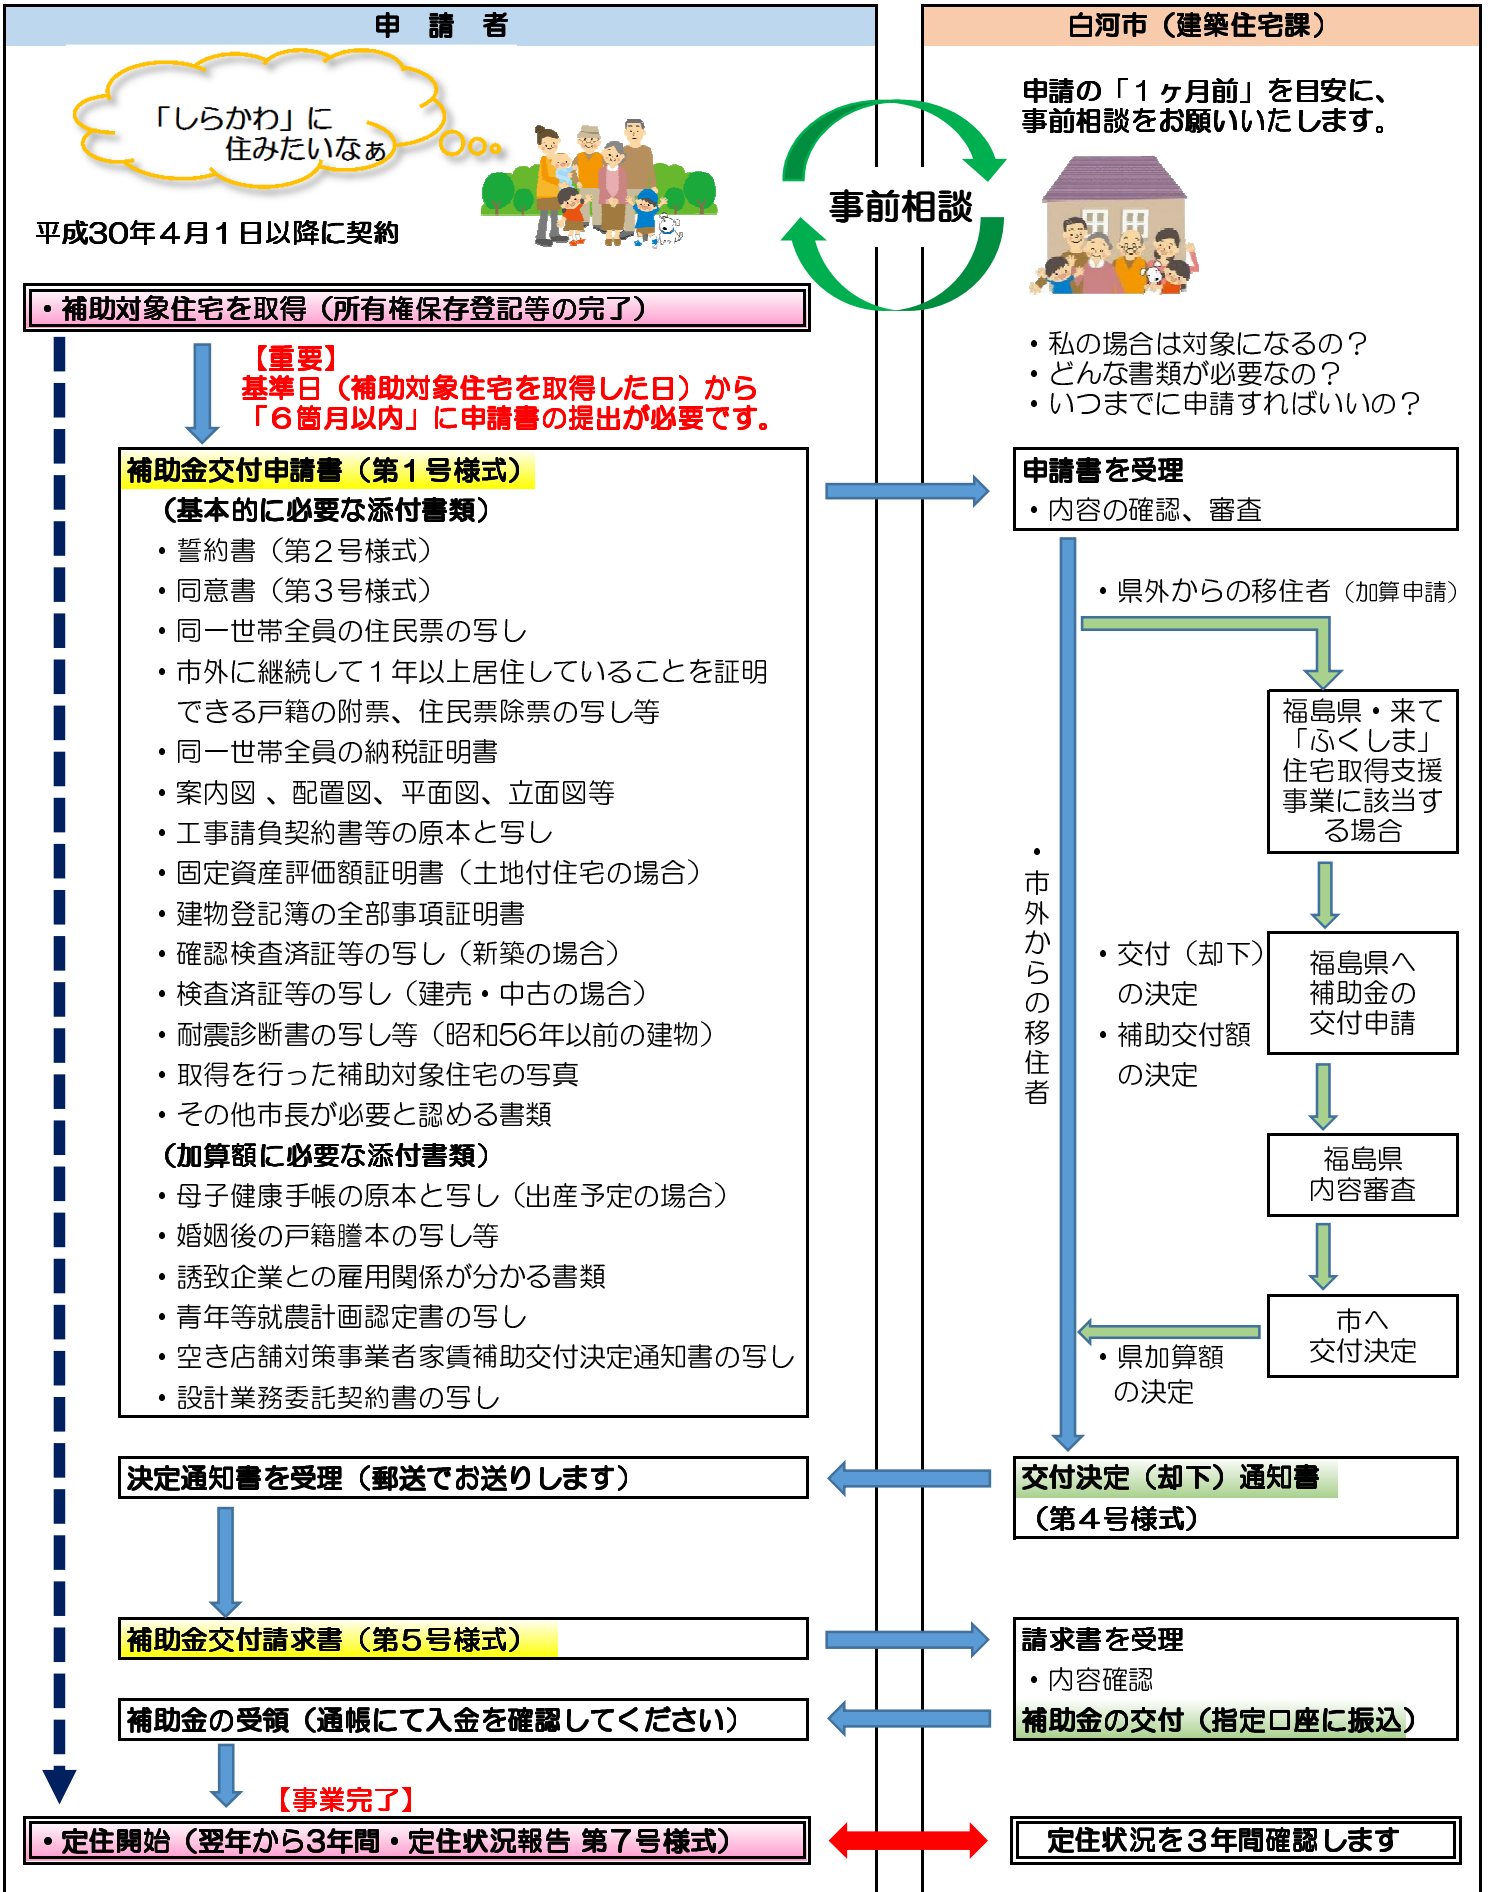 申　請　者
「しらかわ」に
住みたいなぁ
平成30年４月１日以降に契約
・補助対象住宅を取得（所有権保存登記等の完了）
【重要】
基準日（補助対象住宅を取得した日）から
「６箇月以内」に申請書の提出が必要です。
補助金交付申請書（第１号様式）
（基本的に必要な添付書類）
・誓約書（第２号様式）
・同意書（第３号様式）
・同一世帯全員の住民票の写し
・市外に継続して１年以上居住していることを証明
できる戸籍の附票、住民票除票の写し等
・同一世帯全員の納税証明書
・案内図 、配置図、平面図、立面図等
・工事請負契約書等の原本と写し
・固定資産評価額証明書（土地付住宅の場合）
・建物登記簿の全部事項証明書
・確認検査済証等の写し（新築の場合）
・検査済証等の写し（建売・中古の場合）
・耐震診断書の写し等（昭和56年以前の建物）
・取得を行った補助対象住宅の写真
・その他市長が必要と認める書類
（加算額に必要な添付書類）
・母子健康手帳の原本と写し（出産予定の場合）
・婚姻後の戸籍謄本の写し等
・誘致企業との雇用関係が分かる書類
・青年等就農計画認定書の写し
・空き店舗対策事業者家賃補助交付決定通知書の写し
・設計業務委託契約書の写し
決定通知書を受理（郵送でお送りします）
補助金交付請求書（第５号様式）
補助金の受領（通帳にて入金を確認してください）
【事業完了】
・定住開始（翌年から3年間・定住状況報告 第７号様式）
事前相談
白河市（建築住宅課）
申請の「１ヶ月前」を目安に、
事前相談をお願いいたします。
・私の場合は対象になるの？
・どんな書類が必要なの？
・いつまでに申請すればいいの？
申請書を受理
・内容の確認、審査
・県外からの移住者（加算申請）
福島県・来て
「ふくしま」
住宅取得支援
事業に該当す
る場合
・市外からの移住者
・交付（却下）
の決定
・補助交付額
の決定
福島県へ
補助金の
交付申請
福島県
内容審査
市へ
交付決定
・県加算額
の決定
交付決定（却下）通知書
（第４号様式）
請求書を受理
・内容確認
補助金の交付（指定口座に振込）
定住状況を３年間確認します